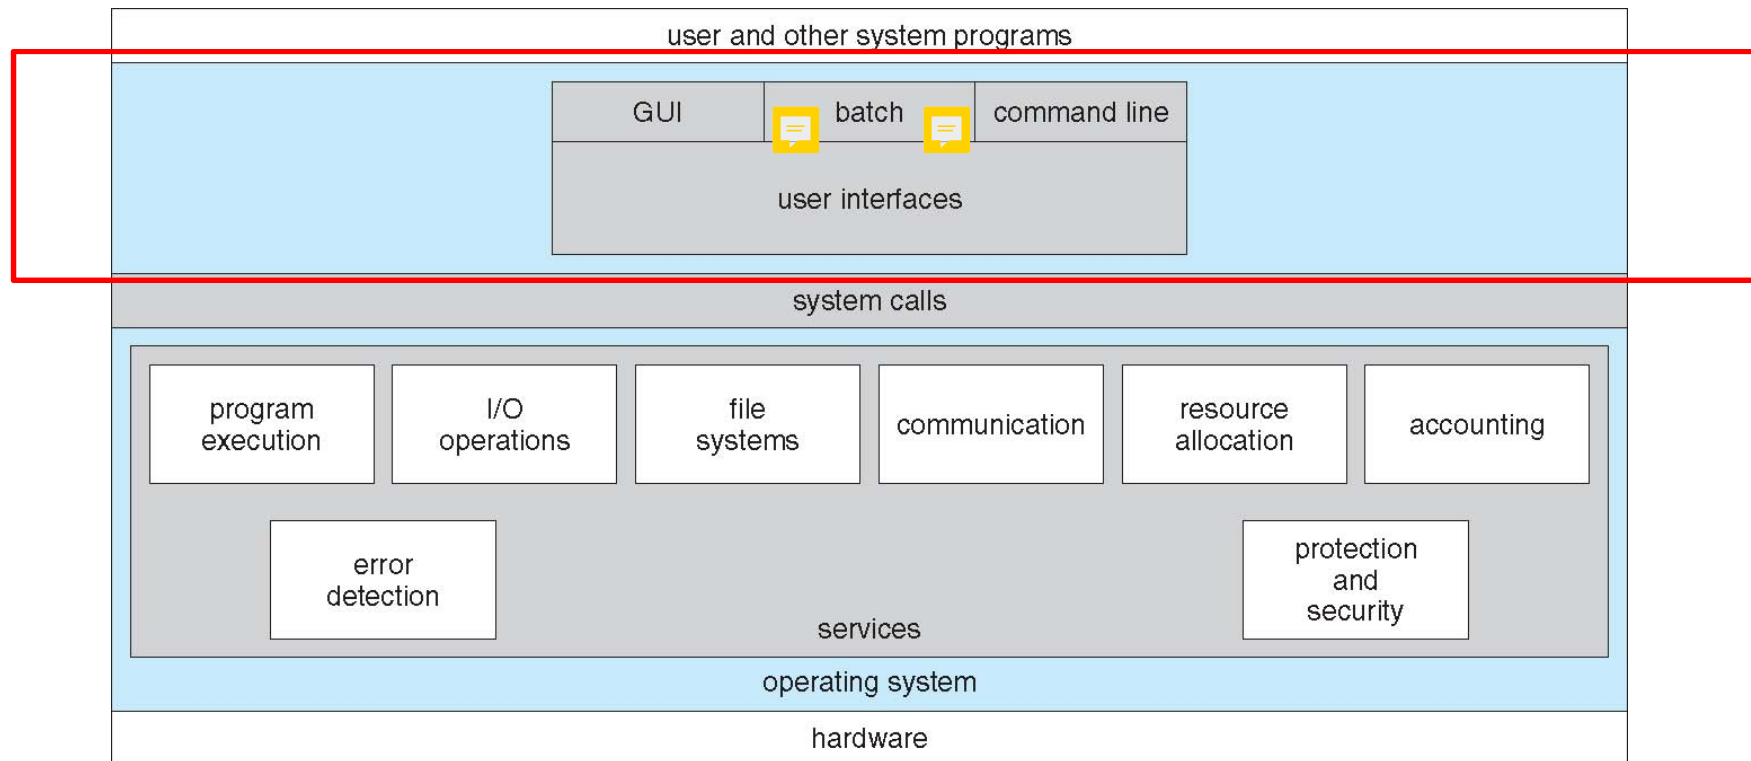 user and other system programs
GUI
batch
command line
user interfaces
system calls
program
execution
I/O
operations
file
systems
communication
resource
allocation
accounting
error
detection
protection
and
security
services
operating system
hardware